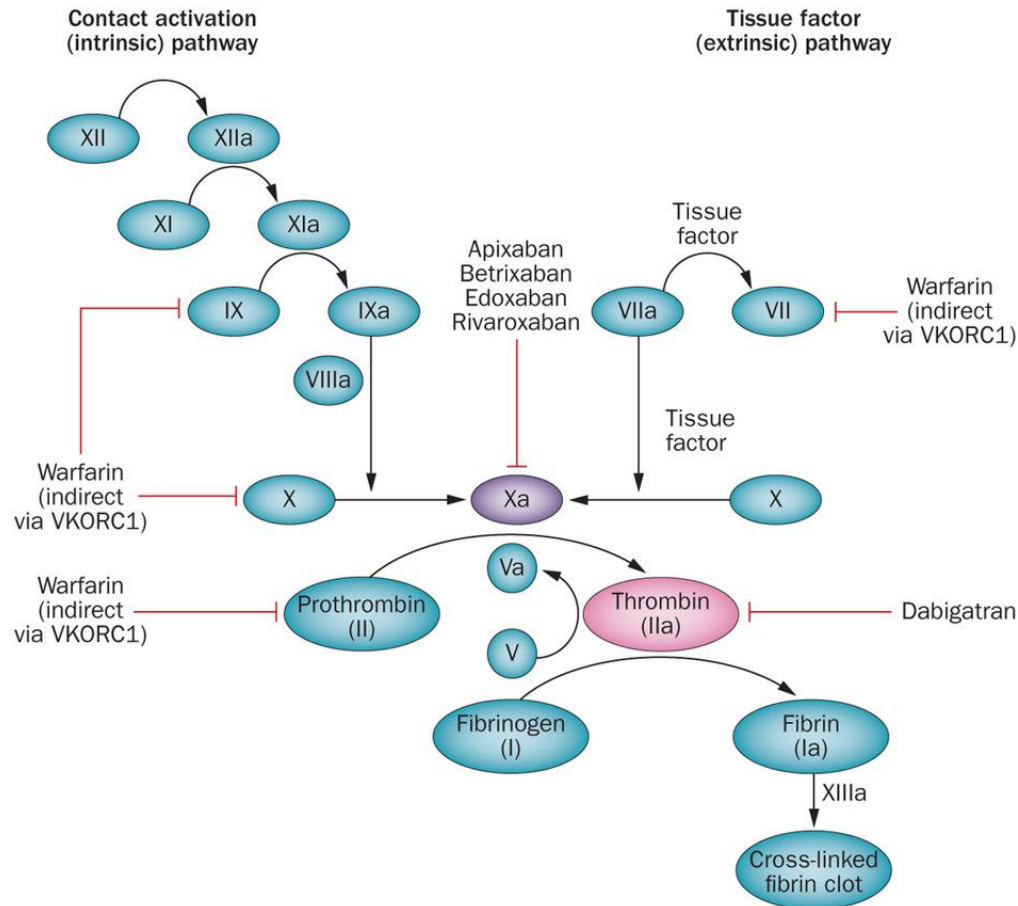 Contact activation
(intrinsic) pathway
Tissue factor
(extrinsic) pathway
XII
XIIa
XI
XIa
Tissue
factor
Apixaban
Betrixaban
Edoxaban
Rivaroxaban
IX
IXa
VIIa
VII
Warfarin
(indirect
via VKORC1)
VIIIa
Tissue
factor
Warfarin
(indirect
via VKORC1)
X
Xa
X
Va
Warfarin
(indirect
via VKORC1)
Prothrombin
(II)
Thrombin
(IIa)
Dabigatran
V
Fibrinogen
(I)
Fibrin
(Ia)
XIIIa
Cross-linked
fibrin clot